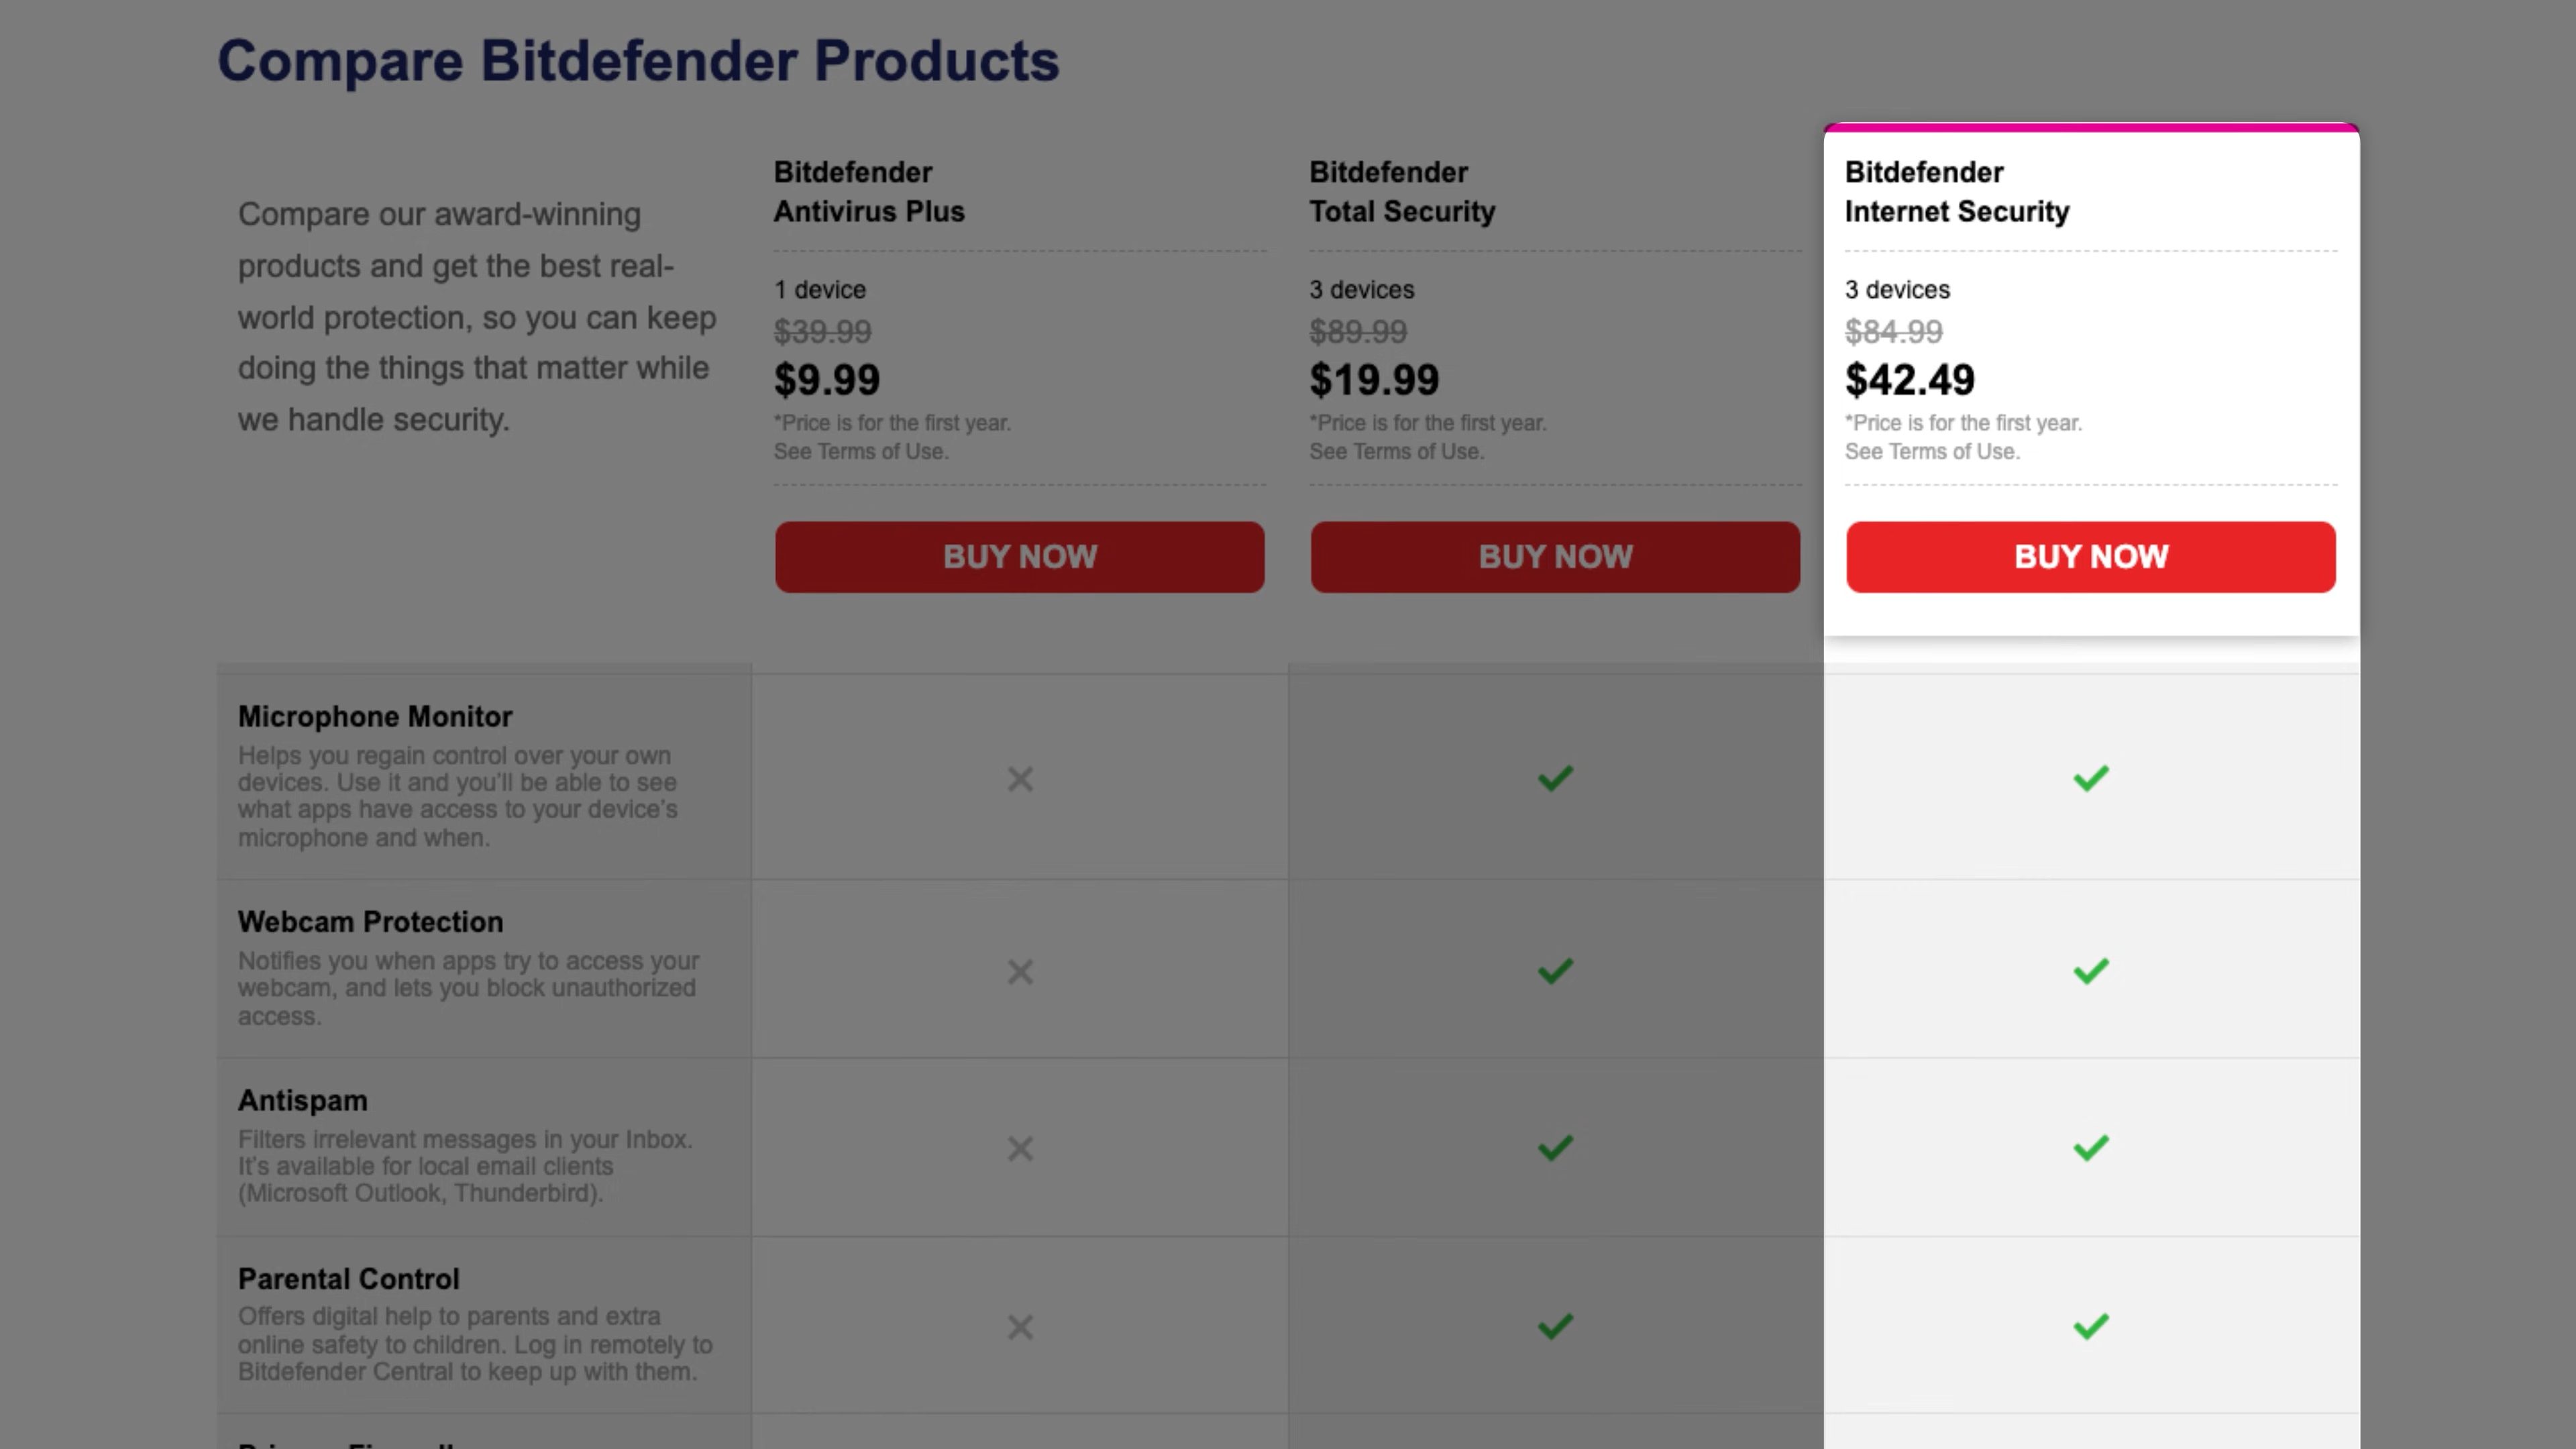 Compare Bitdefender Products
Compare our award-winning
products and get the best real-
world protection, so you can keep
doing the things that matter while
we handle security.
Bitdefender
Antivirus Plus
1 device
$39.99
$9.99
*Price is for the first year.
See Terms of Use.
BUY NOW
Bitdefender
Total Security
3 devices
$89.99
$19.99
*Price is for the first year.
See Terms of Use.
BUY NOW
Bitdefender
Internet Security
3 devices
$84.99
$42.49
*Price is for the first year.
See Terms of Use.
BUY NOW
Microphone Monitor
Helps you regain control over your own
devices. Use it and you'll be able to see
what apps have access to your device's
microphone and when.
Webcam Protection
Notifies you when apps try to access your
webcam, and lets you block unauthorized
access.
Antispam
Filters irrelevant messages in your Inbox.
It's available for local email clients
(Microsoft Outlook, Thunderbird).
Parental Control
Offers digital help to parents and extra
online safety to children. Log in remotely to
Bitdefender Central to keep up with them.